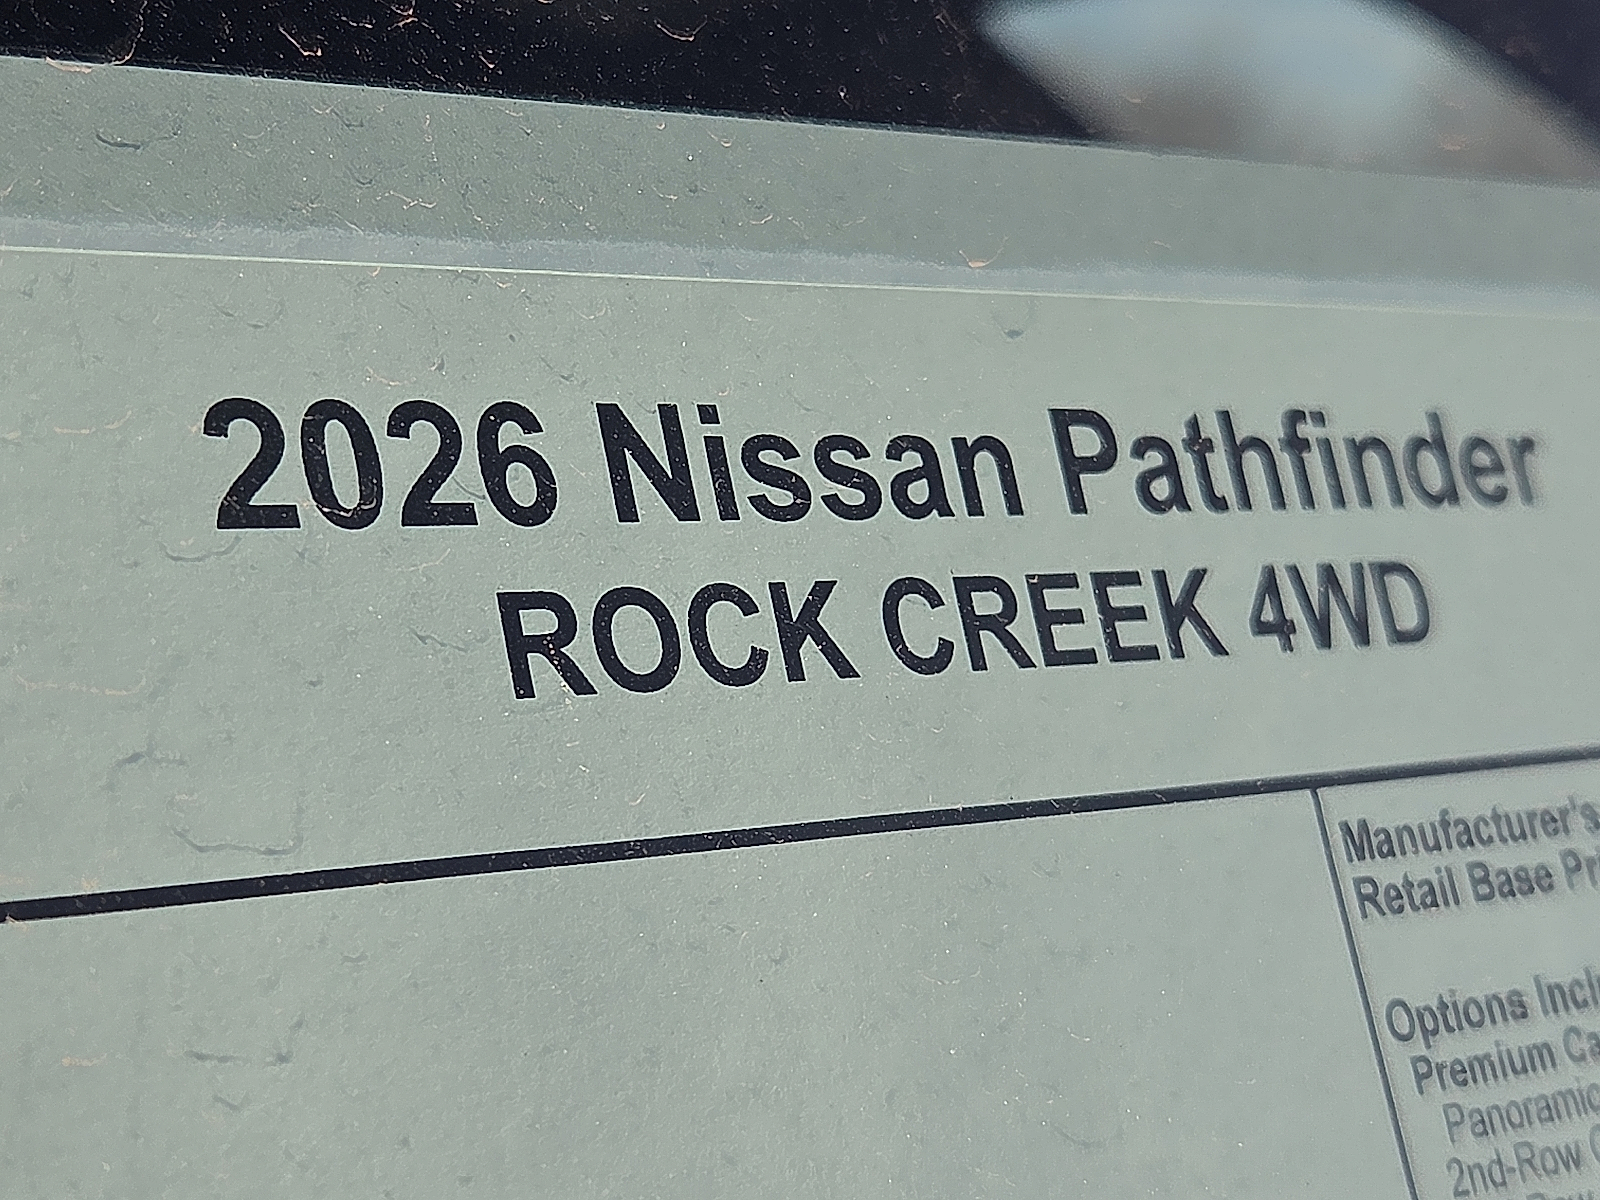 2026 Nissan Pathfinder
ROCK CREEK 4WD
Manufacturer's
Retail Base
Options
Premium
Panoramic
2nd-Row